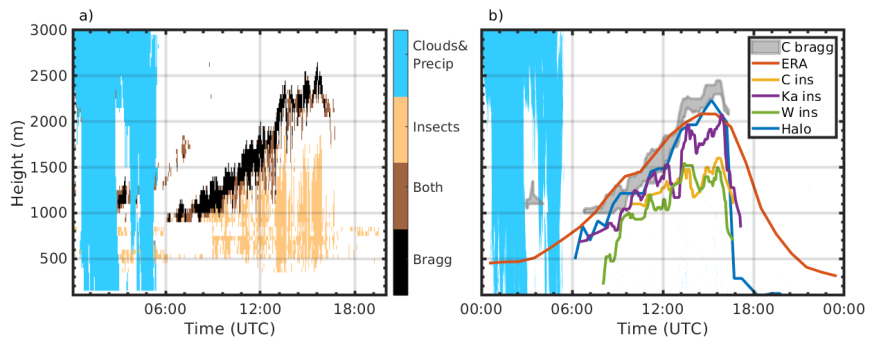 a)
b)
3000
2500
2000
1500
1000
500
Height (m)
06:00
12:00
18:00
Time (UTC)
Clouds&
Precip
Insects
Both
Bragg
C bragg
ERA
C ins
Ka ins
W ins
Halo
00:00
06:00
12:00
18:00
00:00
Time (UTC)